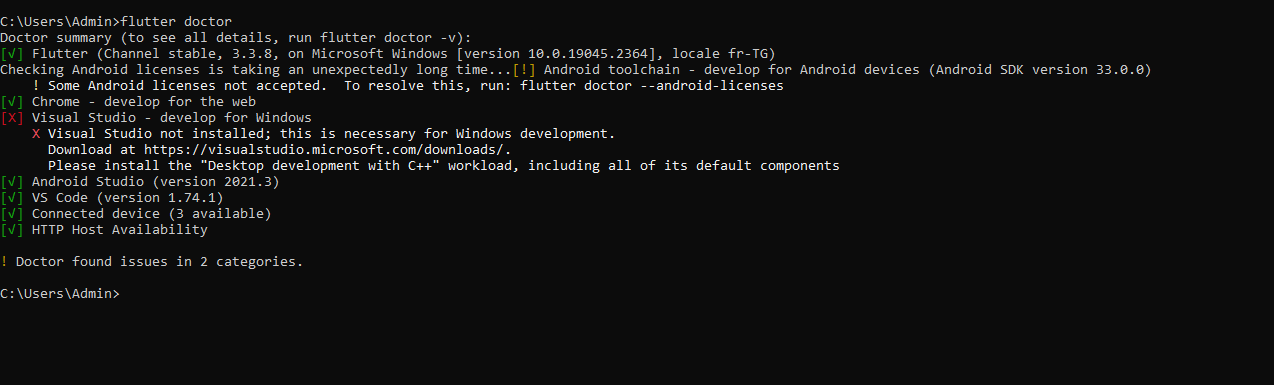 C:\Users\Admin>flutter doctor
Doctor summary (to see all details, run flutter doctor -v):
[√] Flutter (Channel stable, 3.3.8, on Microsoft Windows [version 10.0.19045.2364], locale fr-TG)
Checking Android licenses is taking an unexpectedly long time...[!] Android toolchain - develop for Android devices (Android SDK version 33.0.0)
    ! Some Android licenses not accepted.  To resolve this, run: flutter doctor --android-licenses
[√] Chrome - develop for the web
[X] Visual Studio - develop for Windows
    X Visual Studio not installed; this is necessary for Windows development.
      Download at https://visualstudio.microsoft.com/downloads/.
      Please install the "Desktop development with C++" workload, including all of its default components
[√] Android Studio (version 2021.3)
[√] VS Code (version 1.74.1)
[√] Connected device (3 available)
[√] HTTP Host Availability
! Doctor found issues in 2 categories.
C:\Users\Admin>